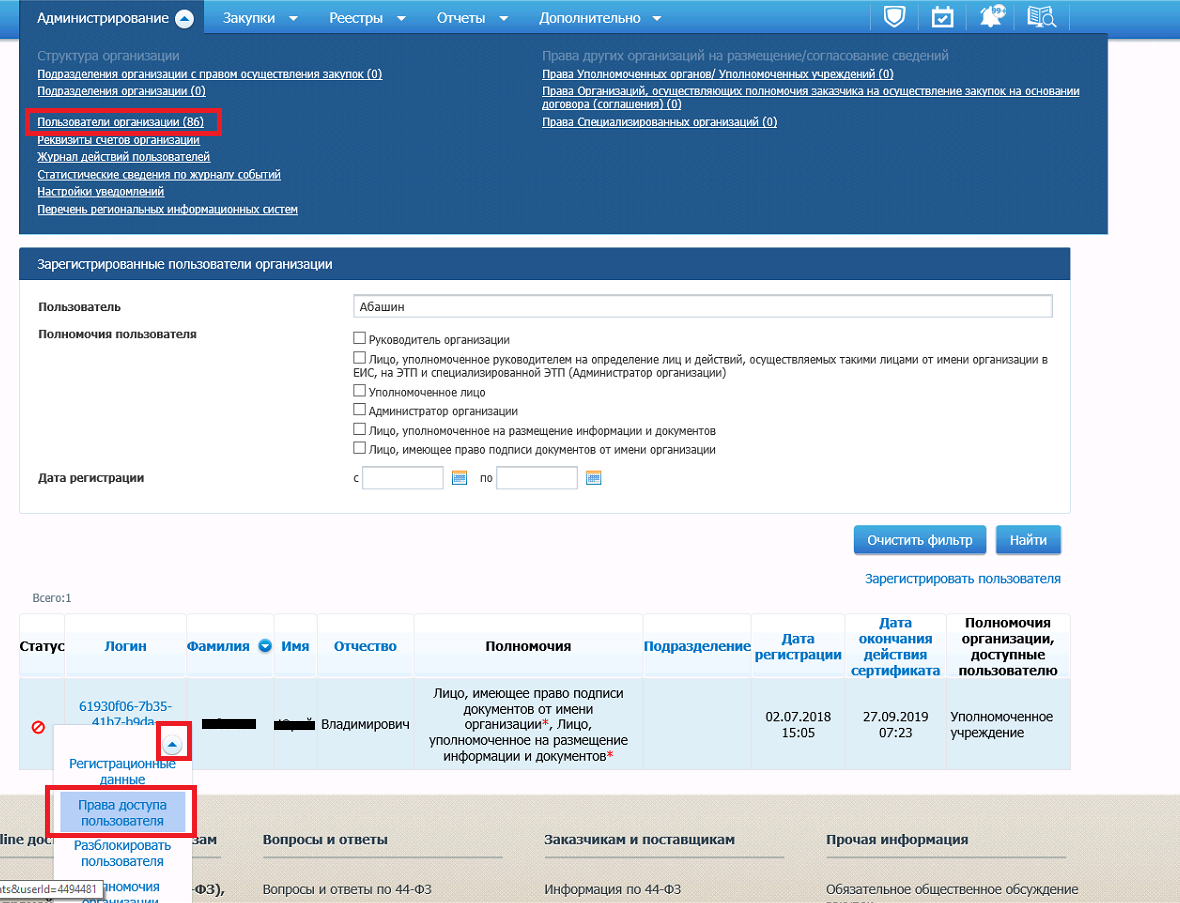 Администрирование
Закупки
Реестры
Отчеты
Дополнительно
99+
Структура организации
Подразделения организации с правом осуществления закупок (0)
Подразделения организации (0)
Пользователи организации (86)
Реквизиты счетов организации
Журнал действий пользователей
Статистические сведения по журналу событий
Настройки уведомлений
Перечень региональных информационных систем
Права других организаций на размещение/согласование сведений
Права Уполномоченных органов/ Уполномоченных учреждений (0)
Права Организаций, осуществляющих полномочия заказчика на осуществление закупок на основании
договора (соглашения) (0)
Права Специализированных организаций (0)
Зарегистрированные пользователи организации
Пользователь
Абашин
Полномочия пользователя
Руководитель организации
Лицо, уполномоченное руководителем на определение лиц и действий, осуществляемых такими лицами от имени организации в
ЕИС, на ЭТП и специализированной ЭТП (Администратор организации)
Уполномоченное лицо
Администратор организации
Лицо, уполномоченное на размещение информации и документов
Лицо, имеющее право подписи документов от имени организации
Дата регистрации
с
по
Очистить фильтр
Найти
Зарегистрировать пользователя
Всего:1
Статус
Логин
Фамилия
Имя
Отчество
Полномочия
Подразделение
Дата
регистрации
Дата
окончания
действия
сертификата
Полномочия
организации,
доступные
пользователю
61930f06-7b35-
41b7-b9da-
Владимирович
Лицо, имеющее право подписи
документов от имени
организации*, Лицо,
уполномоченное на размещение
информации и документов*
02.07.2018
15:05
27.09.2019
07:23
Уполномоченное
учреждение
Регистрационные
данные
Права доступа
пользователя
Разблокировать
пользователя
номочия
организации
line дос
зам
Вопросы и ответы
Заказчикам и поставщикам
Прочая информация
nts&userId=4494481
-ФЗ),
Вопросы и ответы по 44-ФЗ
Информация по 44-ФЗ
Обязательное общественное обсуждение